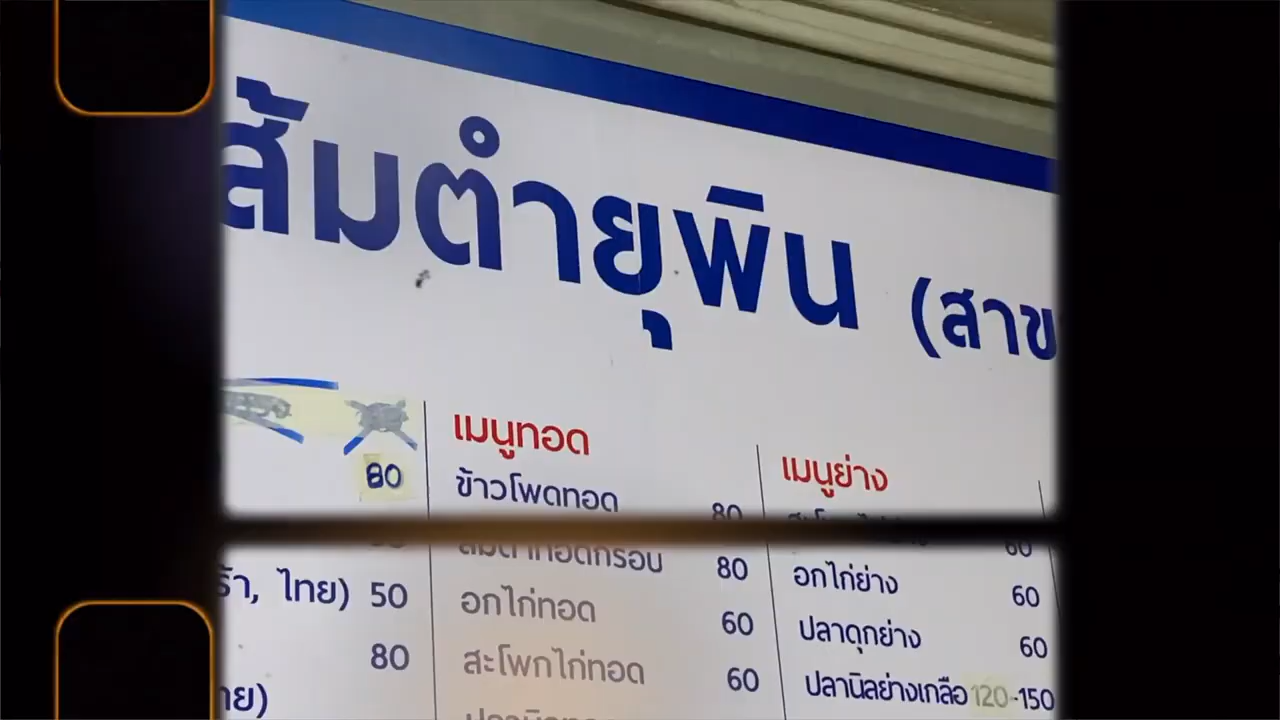 ส้มตำยุพิน (สาข
80
ร้า, ไทย) 50
80
าย)
เมนูทอด
ข้าวโพดทอด 80
ส้มตำทอดกรอบ 80
อกไก่ทอด 60
สะโพกไก่ทอด 60
เมนูย่าง
60
อกไก่ย่าง 60
ปลาดุกย่าง 60
ปลานิลย่างเกลือ 120-150